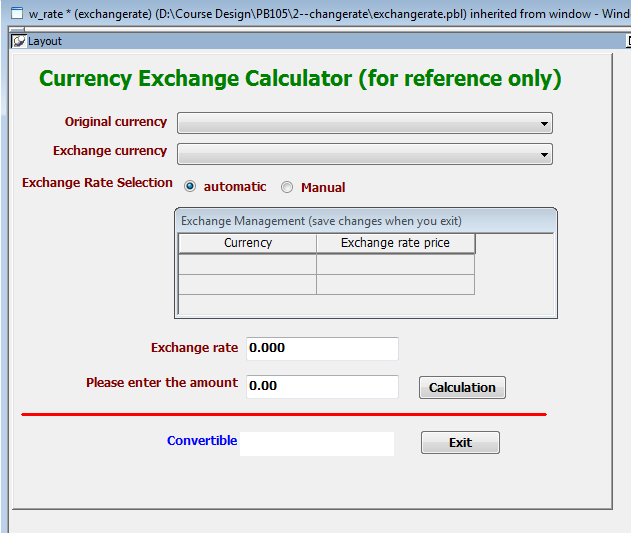 w_rate * (exchangerate) (D:\Course Design\PB105\2--changerate\exchangerate.pbl) inherited from window - Wind
Layout
Currency Exchange Calculator (for reference only)
Original currency
Exchange currency
Exchange Rate Selection automatic Manual
Exchange Management (save changes when you exit)
Currency Exchange rate price
Exchange rate 0.000
Please enter the amount 0.00 Calculation
Convertible Exit